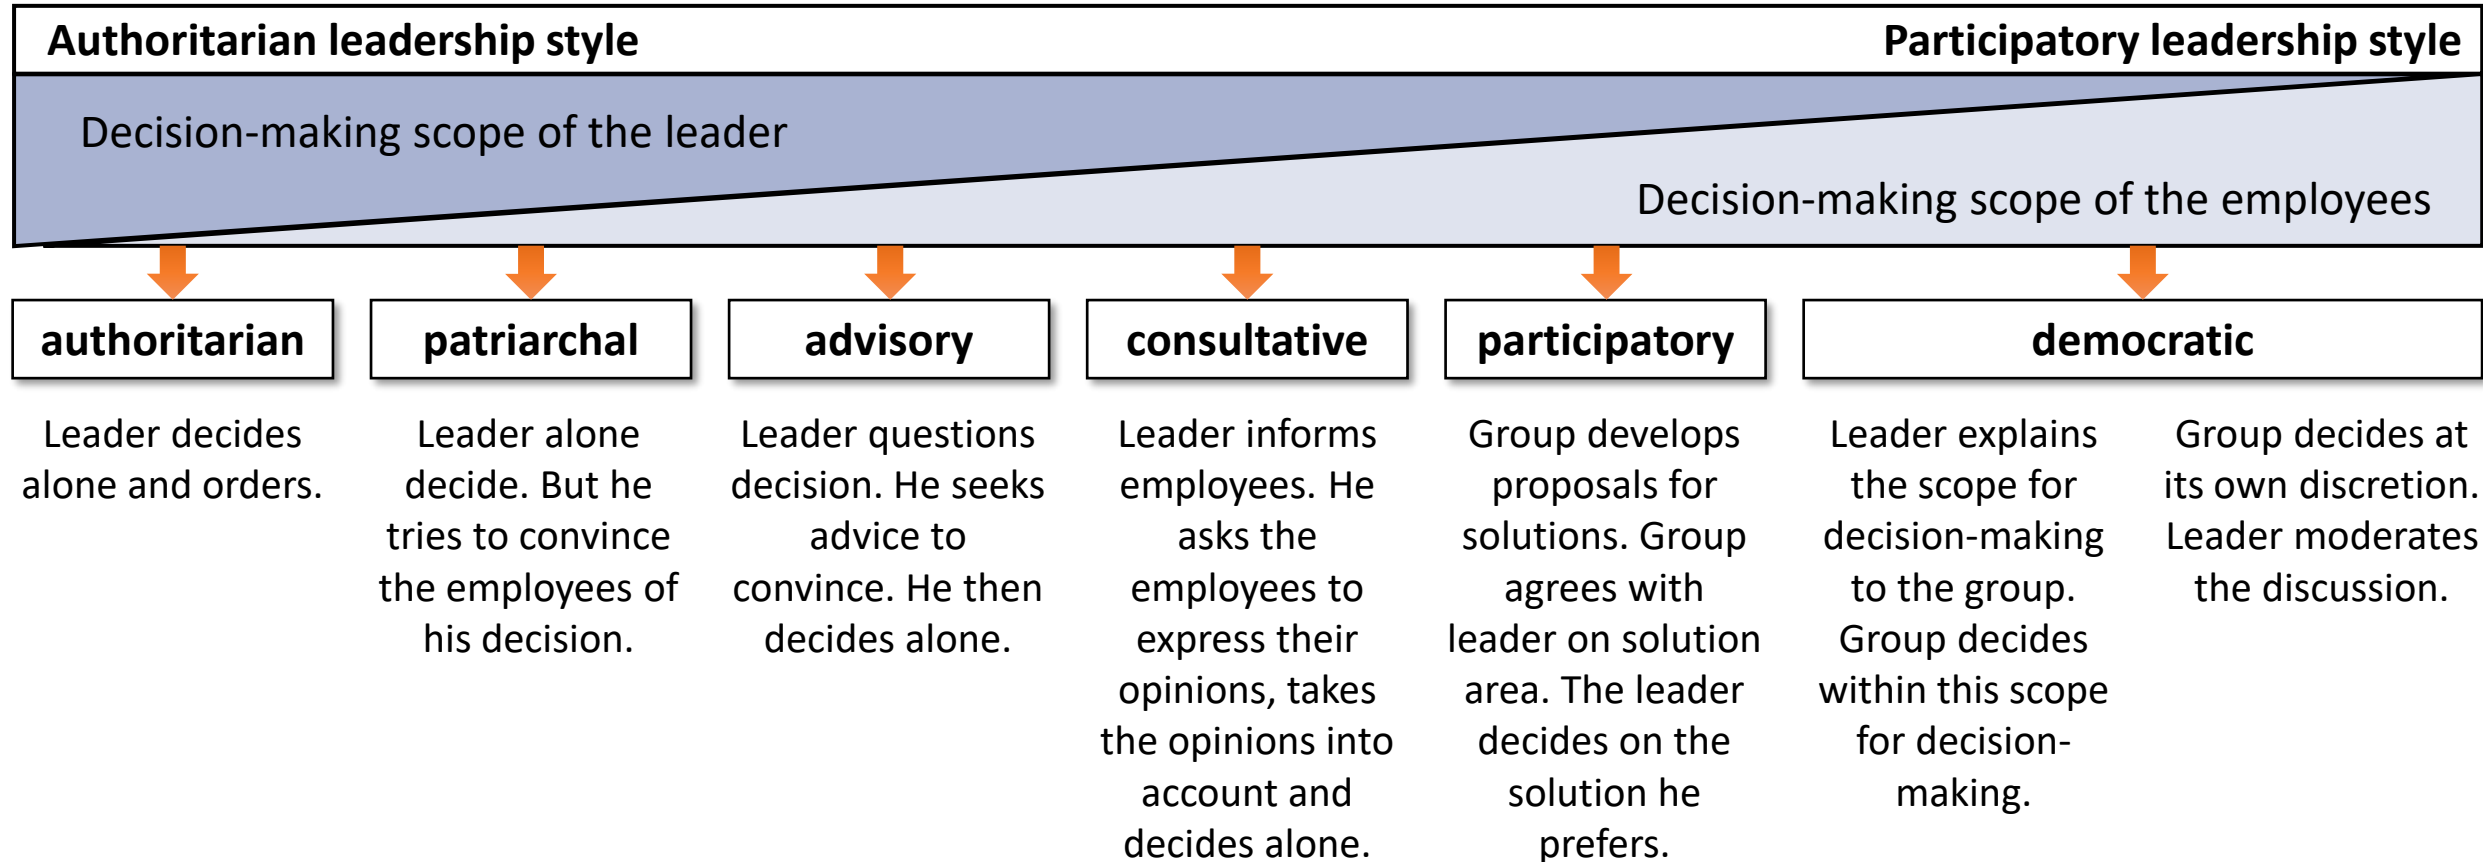 Authoritarian leadership style
Participatory leadership style
Decision-making scope of the leader
Decision-making scope of the employees
authoritarian
patriarchal
advisory
consultative
participatory
democratic
Leader decides
alone and orders.
Leader alone
decide. But he
tries to convince
the employees of
his decision.
Leader questions
decision. He seeks
advice to
convince. He then
decides alone.
Leader informs
employees. He
asks the
employees to
express their
opinions, takes
the opinions into
account and
decides alone.
Group develops
proposals for
solutions. Group
agrees with
leader on solution
area. The leader
decides on the
solution he
prefers.
Leader explains
the scope for
decision-making
to the group.
Group decides
within this scope
for decision-
making.
Group decides at
its own discretion.
Leader moderates
the discussion.